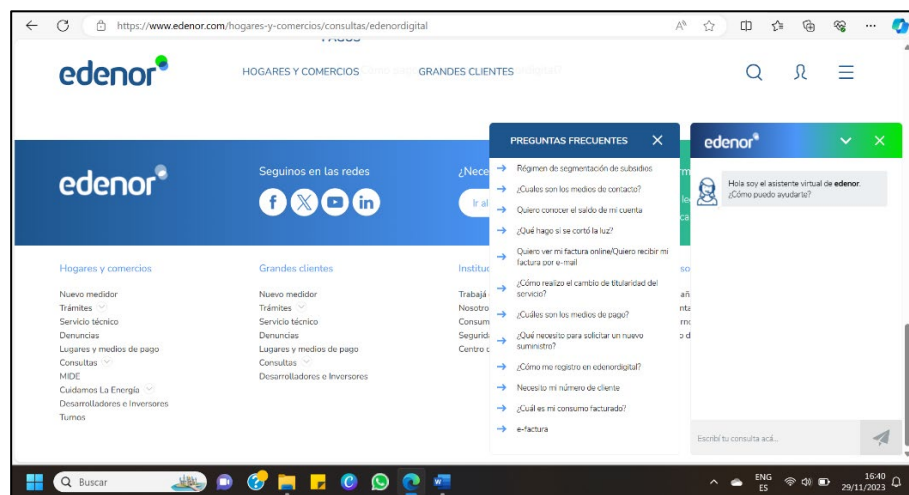 https://www.edenor.com/hogares-y-comercios/consultas/edenordigital
edenor
HOGARES Y COMERCIOS
GRANDES CLIENTES
edenor
Seguinos en las redes
¿Nece
Ir al
PREGUNTAS FRECUENTES
Régimen de segmentación de subsidios
¿Cuales son los medios de contacto?
Quiero conocer el saldo de mi cuenta
¿Qué hago si se cortó la luz?
Quiero ver mi factura online/Quiero recibir mi
factura por e-mail
¿Cómo realizo el cambio de titularidad del
servicio?
¿Cuáles son los medios de pago?
¿Qué necesito para solicitar un nuevo
suministro?
¿Cómo me registro en edenordigital?
Necesito mi número de cliente
¿Cuál es mi consumo facturado?
e-factura
edenor
Hola soy el asistente virtual de edenor.
¿Cómo puedo ayudarte?
Escribí tu consulta acá...
Hogares y comercios
Nuevo medidor
Trámites
Servicio técnico
Denuncias
Lugares y medios de pago
Consultas
MIDE
Cuidamos La Energía
Desarrolladores e Inversores
Turnos
Grandes clientes
Nuevo medidor
Trámites
Servicio técnico
Denuncias
Lugares y medios de pago
Consultas
Desarrolladores e Inversores
Instituc
Trabajá
Nosotro
Consum
Segurid
Centro
Buscar
ENG
ES
16:40
29/11/2023